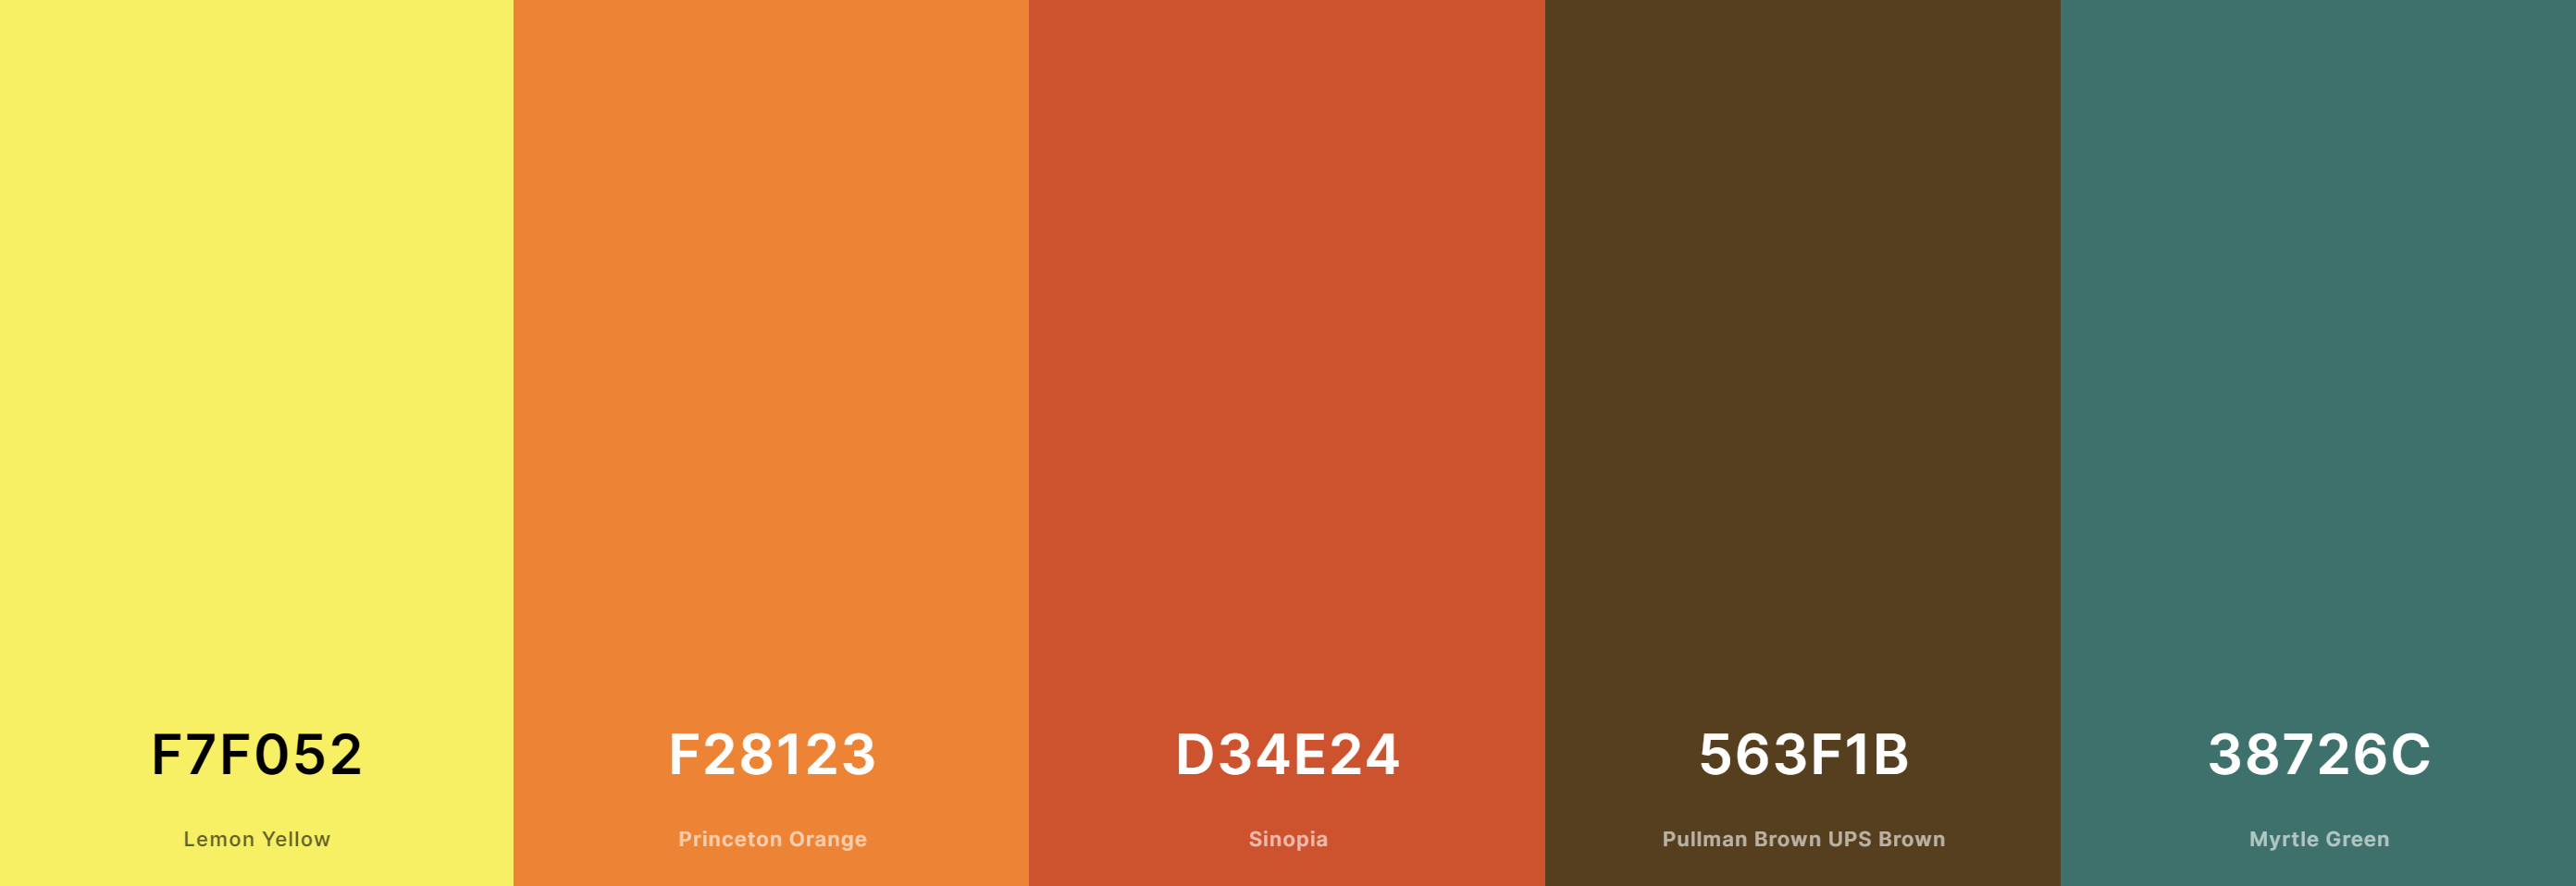 F7F052
Lemon Yellow
F28123
Princeton Orange
D34E24
Sinopia
563F1B
Pullman Brown UPS Brown
38726C
Myrtle Green